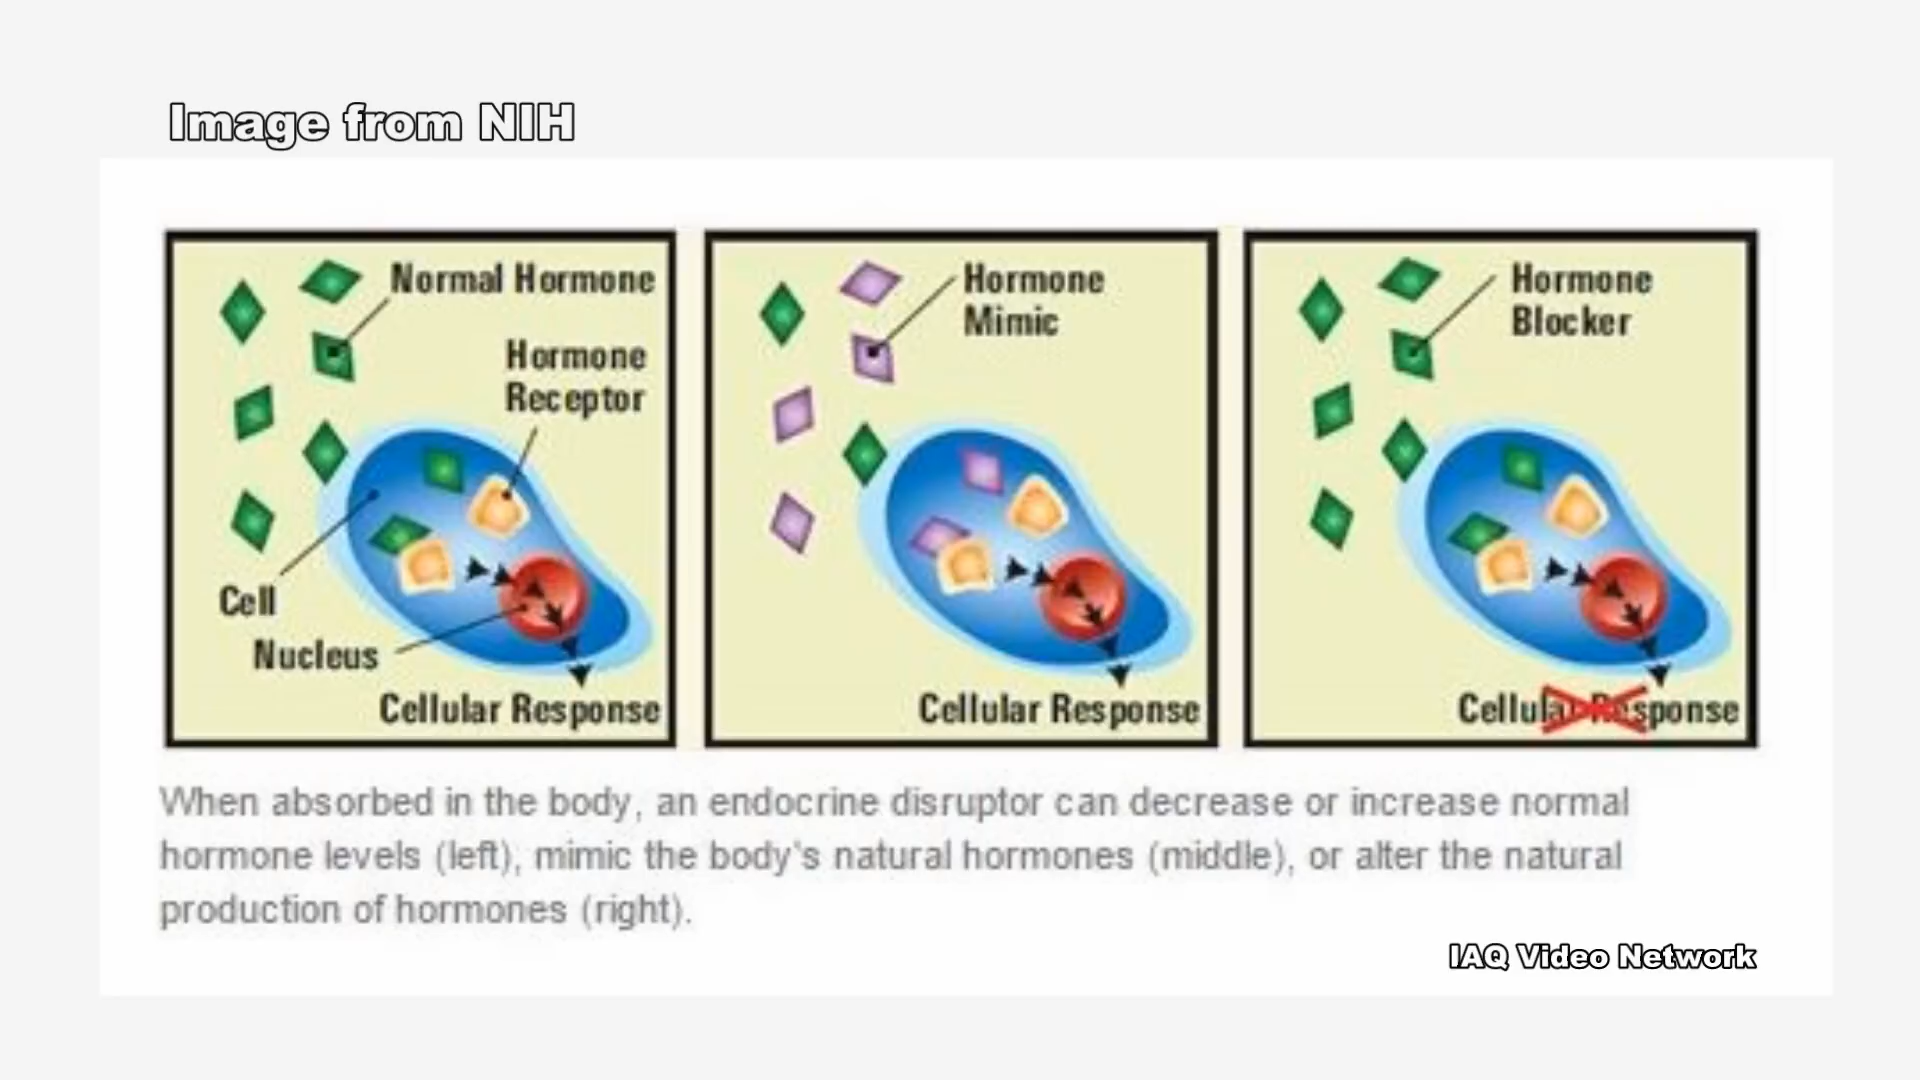 Image from NIH
Normal Hormone
Hormone
Receptor
Cell
Nucleus
Cellular Response
Hormone
Mimic
Cellular Response
Hormone
Blocker
Cellular Response
When absorbed in the body, an endocrine disruptor can decrease or increase normal
hormone levels (left), mimic the body's natural hormones (middle), or alter the natural
production of hormones (right).
IAQ Video Network